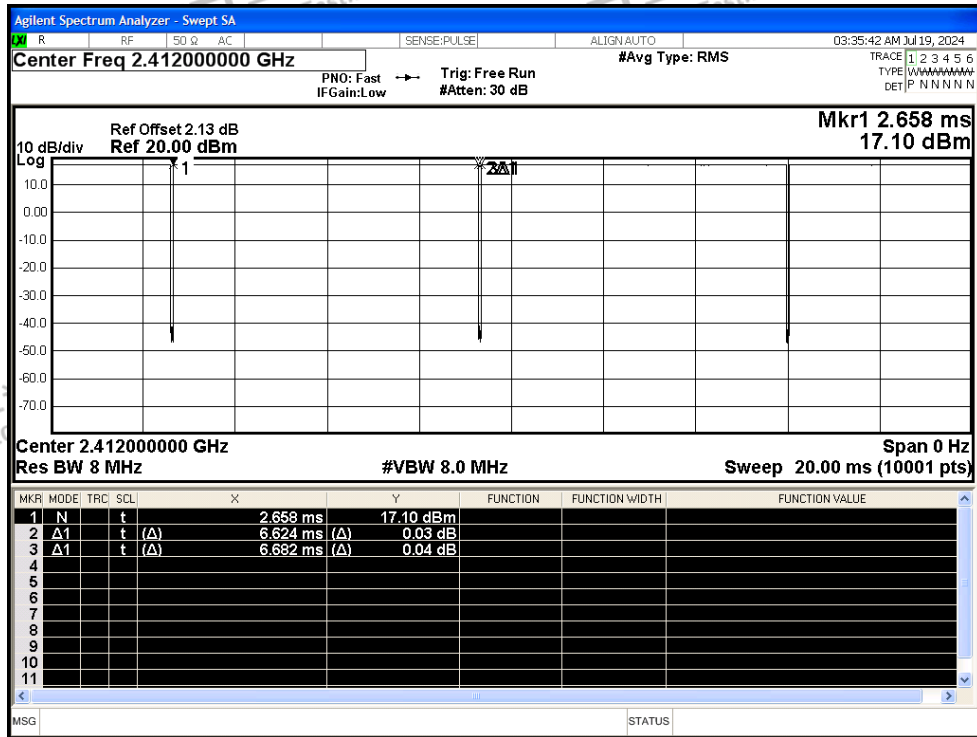 Agilent Spectrum Analyzer - Swept SA
LXI R RF 50 Ω AC SENSE:PULSE ALIGN AUTO 03:35:42 AM Jul 19, 2024
Center Freq 2.412000000 GHz #Avg Type: RMS TRACE 1 2 3 4 5 6
PNO: Fast Trig: Free Run TYPE WWWWWW
IFGain:Low #Atten: 30 dB DET P N N N N N
Mkr1 2.658 ms
Ref Offset 2.13 dB
10 dB/div Ref 20.00 dBm 17.10 dBm
Log
1
10.0
0.00
-10.0
-20.0
-30.0
-40.0
-50.0
-60.0
-70.0
Center 2.412000000 GHz Span 0 Hz
Res BW 8 MHz #VBW 8.0 MHz Sweep 20.00 ms (10001 pts)
MKR MODE TRC SCL X Y FUNCTION FUNCTION WIDTH FUNCTION VALUE
1 N t 2.658 ms 17.10 dBm
2 Δ1 t (Δ) 6.624 ms (Δ) 0.03 dB
3 Δ1 t (Δ) 6.682 ms (Δ) 0.04 dB
4
5
6
7
8
9
10
11
MSG STATUS